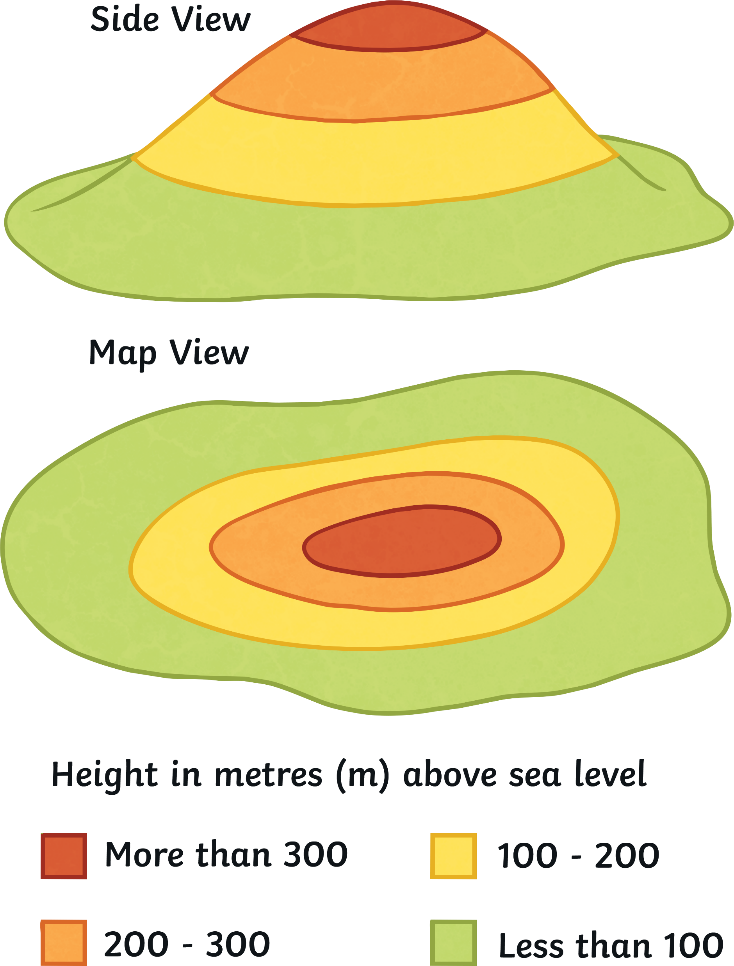 Side View
Map View
Height in metres (m) above sea level
More than 300
100 - 200
200 - 300
Less than 100